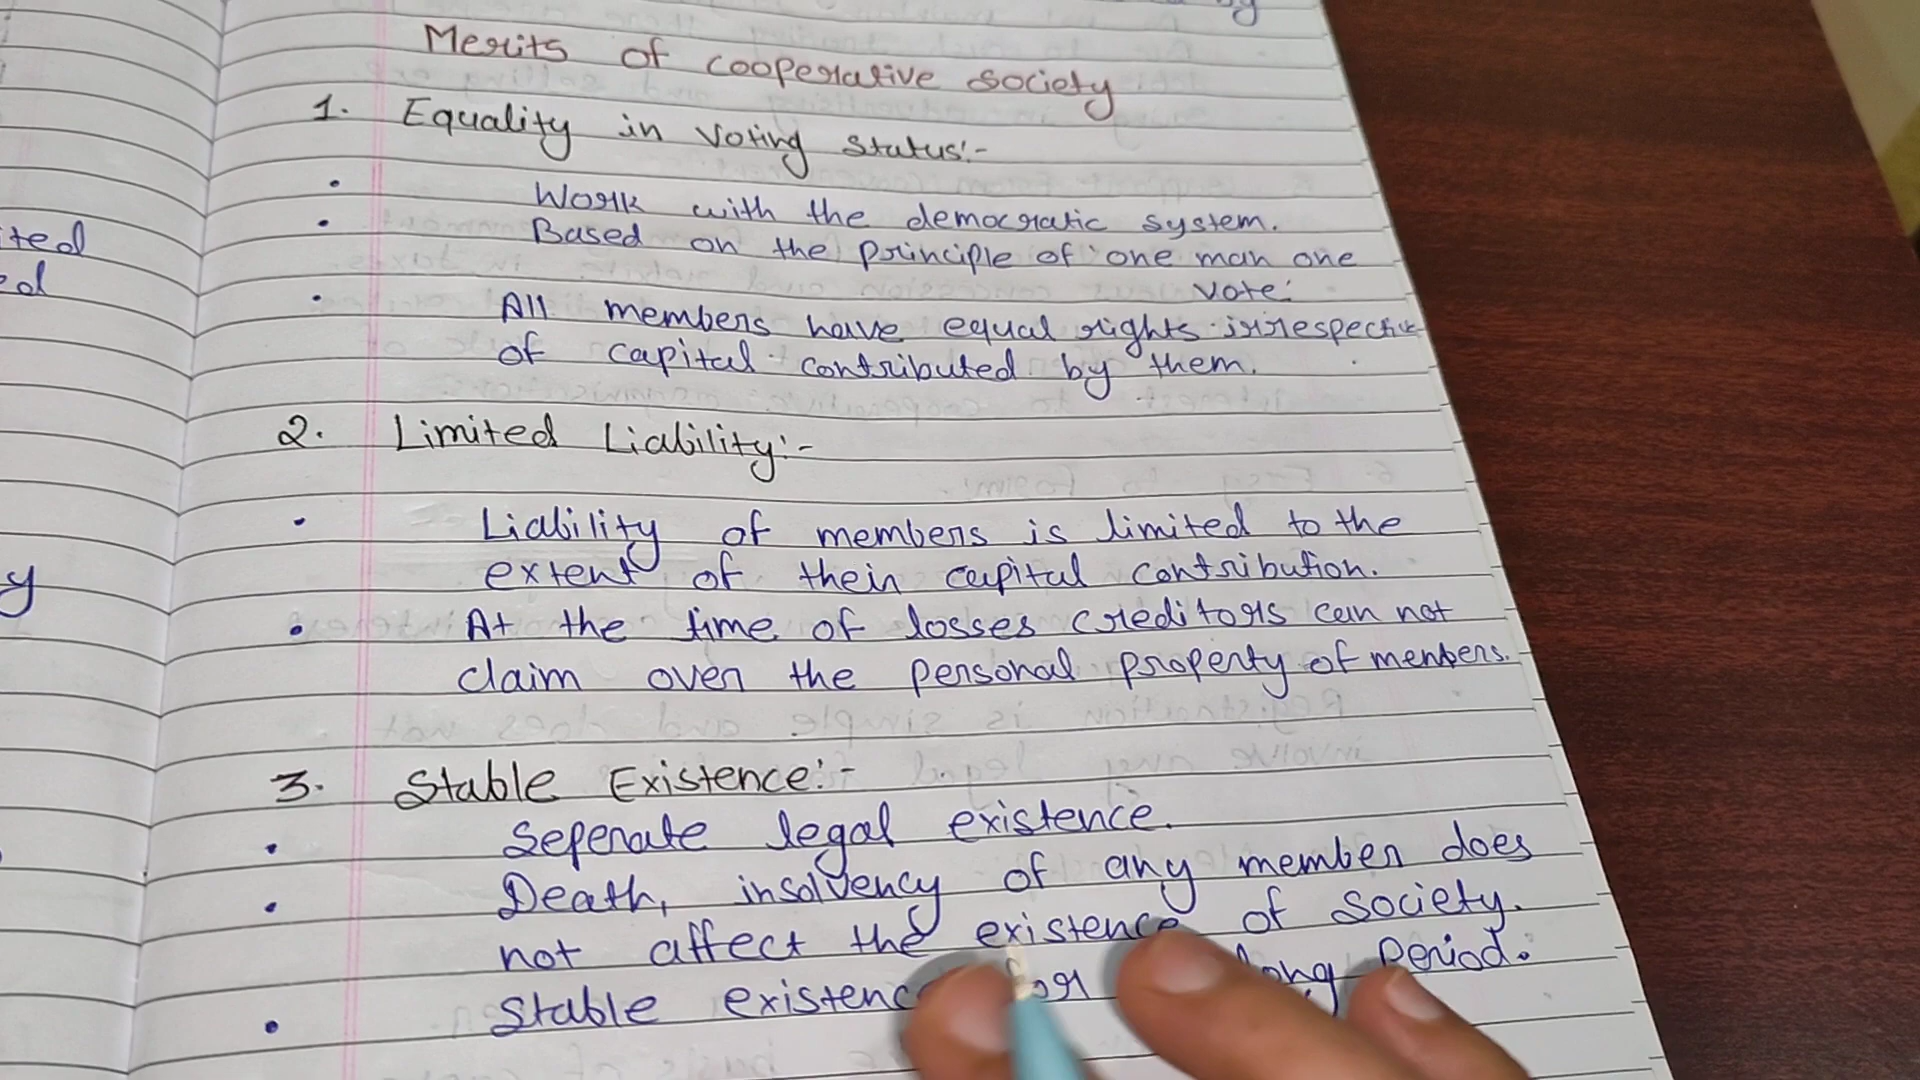 Merits of cooperative society
1. Equality in Voting Status:-
• Work with the democratic system.
• Based on the principle of 'one man one
vote'.
• All members have equal rights irrespective
of capital contributed by them.
2. Limited Liability:-
• Liability of members is limited to the
extent of their capital contribution.
• At the time of losses creditors can not
claim over the personal property of members.
3. Stable Existence:-
• Seperate legal existence.
• Death, insolvency of any member does
not affect the existence of society.
• Stable existence for long Period.
ited
ed
y